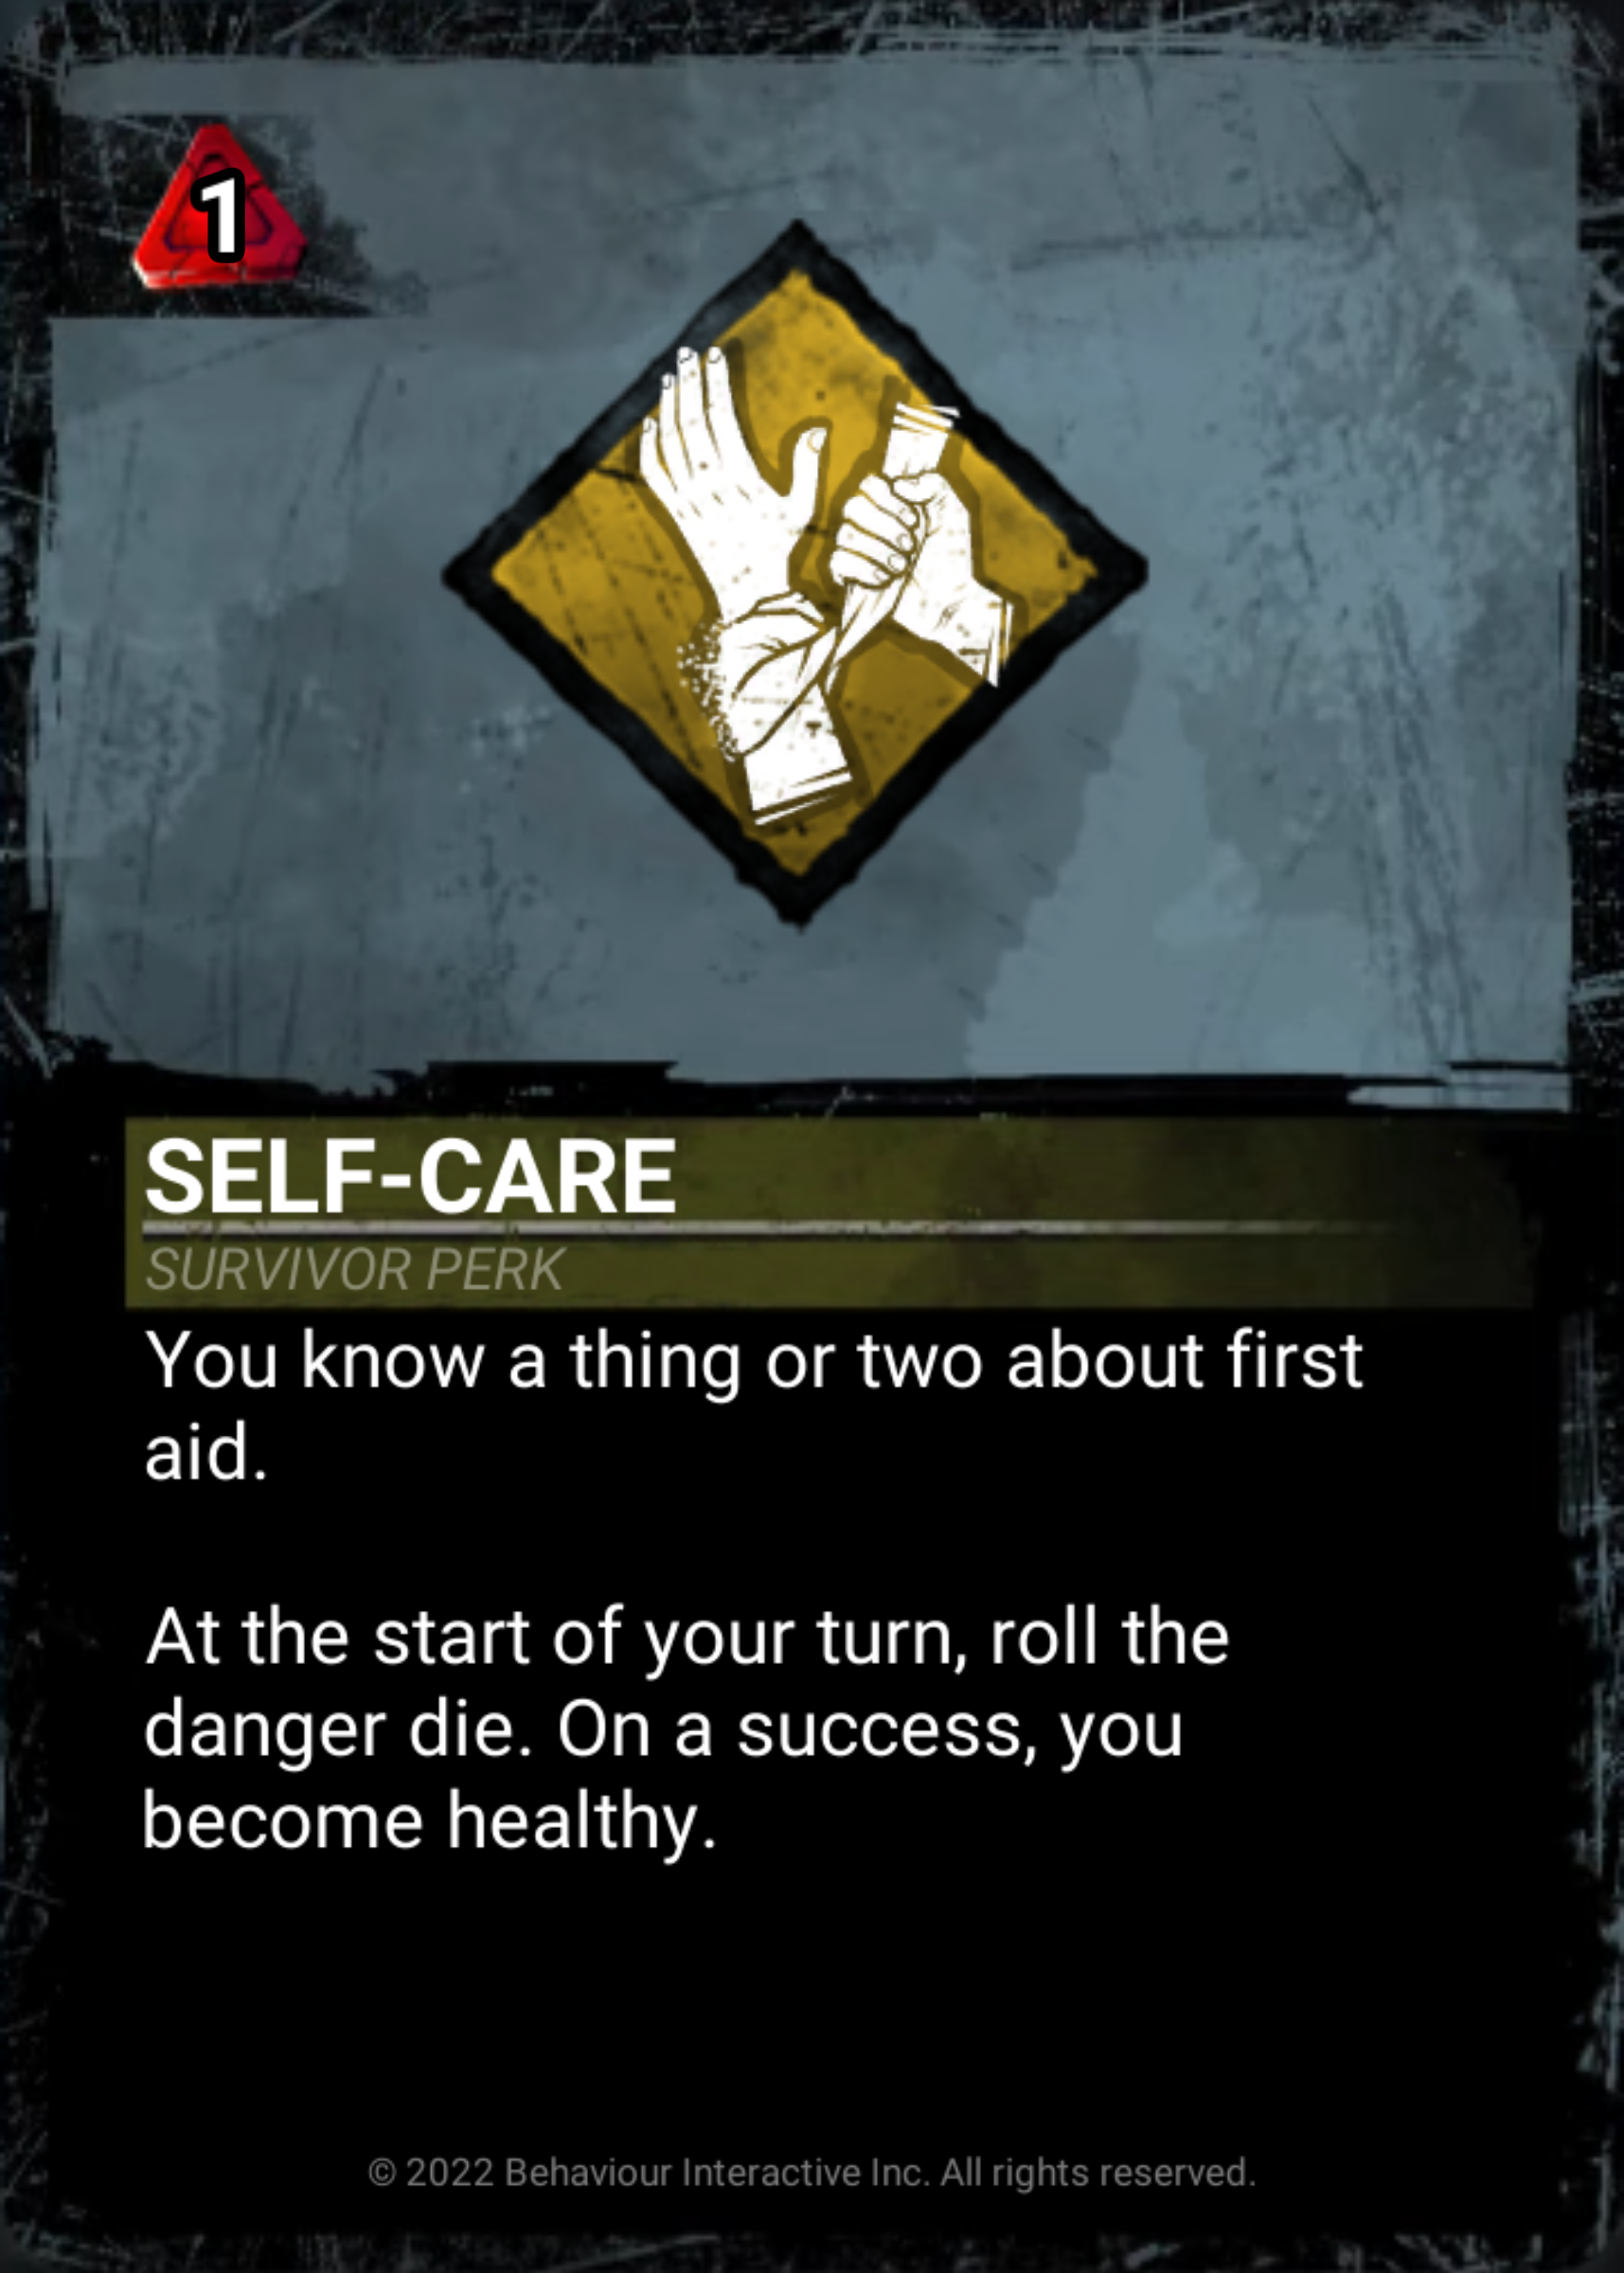 1
SELF-CARE
SURVIVOR PERK
You know a thing or two about first
aid.
At the start of your turn, roll the
danger die. On a success, you
become healthy.
© 2022 Behaviour Interactive Inc. All rights reserved.